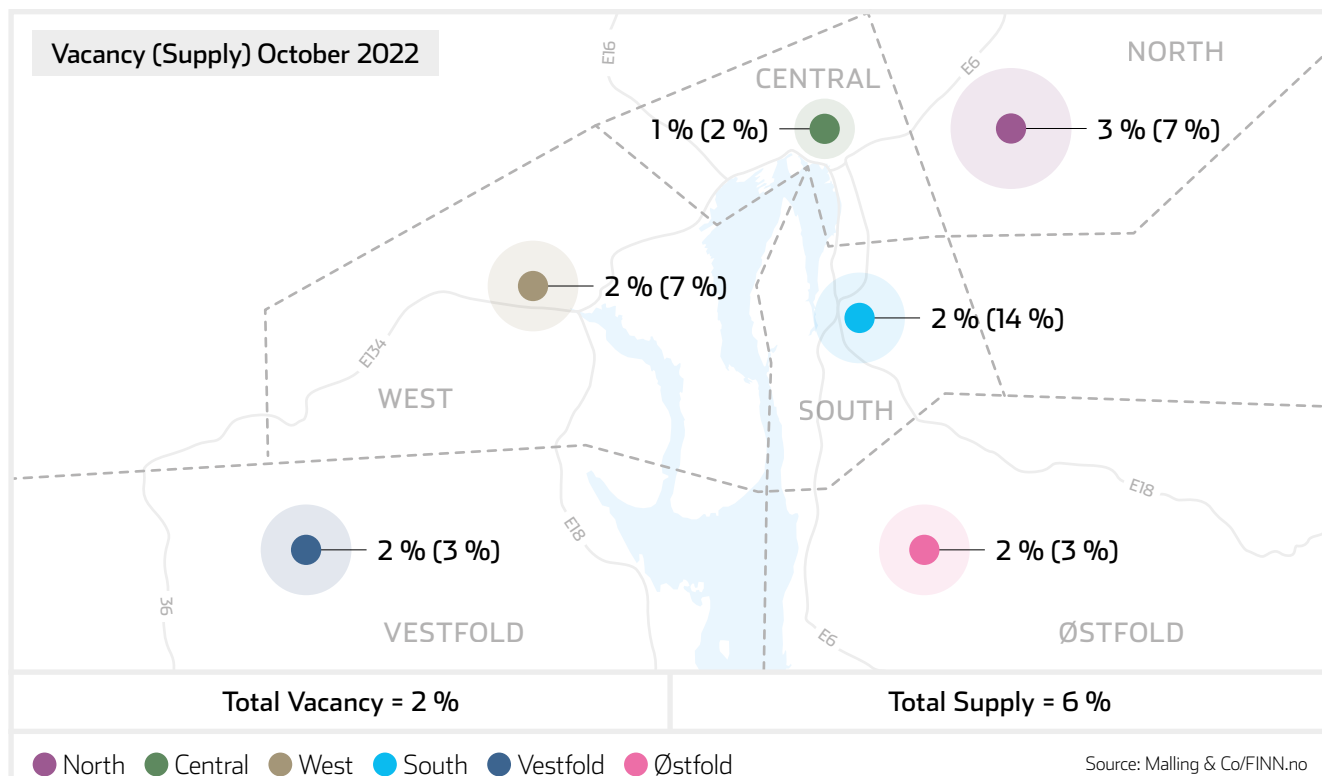 Vacancy (Supply) October 2022
E16
E6
NORTH
CENTRAL
1 % (2 %)
3 % (7 %)
2 % (7 %)
2 % (14 %)
E134
WEST
SOUTH
E18
E18
2 % (3 %)
2 % (3 %)
36
VESTFOLD
E6
ØSTFOLD
Total Vacancy = 2 %
Total Supply = 6 %
North
Central
West
South
Vestfold
Østfold
Source: Malling & Co/FINN.no